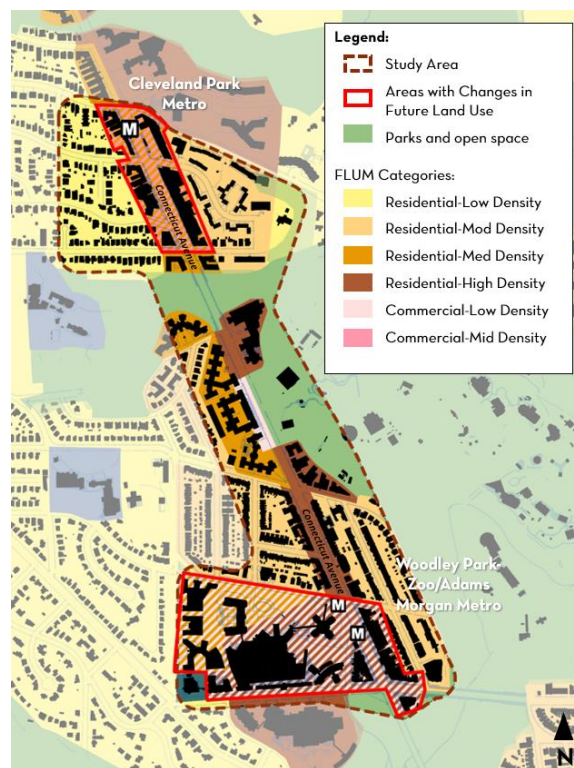 Legend:
Study Area
Areas with Changes in
Future Land Use
Parks and open space
FLUM Categories:
Residential-Low Density
Residential-Mod Density
Residential-Med Density
Residential-High Density
Commercial-Low Density
Commercial-Mid Density
Cleveland Park
Metro
M
Connecticut Avenue
Connecticut Avenue
Woodley Park-
Zoo/Adams
Morgan Metro
M
M
N